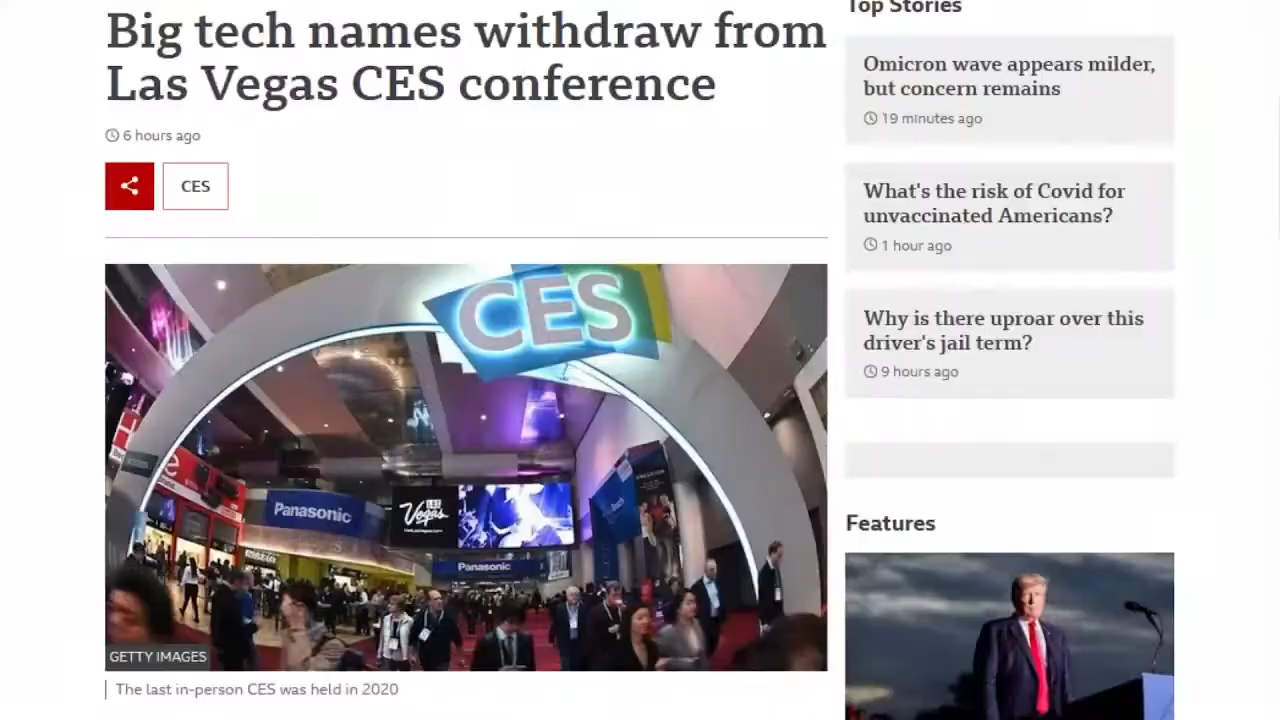 Big tech names withdraw from
Las Vegas CES conference
6 hours ago
CES
CES
Panasonic
LAS
Vegas
Panasonic
GETTY IMAGES
The last in-person CES was held in 2020
Top Stories
Omicron wave appears milder,
but concern remains
19 minutes ago
What's the risk of Covid for
unvaccinated Americans?
1 hour ago
Why is there uproar over this
driver's jail term?
9 hours ago
Features